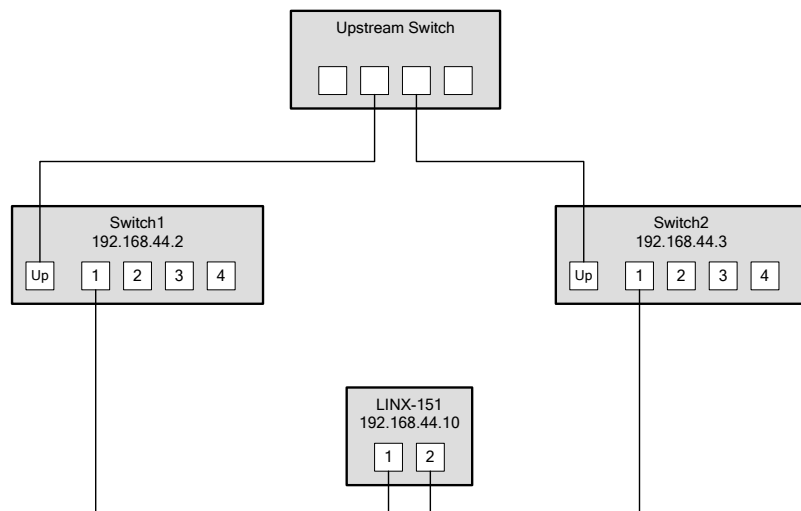 Upstream Switch
Switch1
192.168.44.2
Up 1 2 3 4
Switch2
192.168.44.3
Up 1 2 3 4
LINX-151
192.168.44.10
1 2